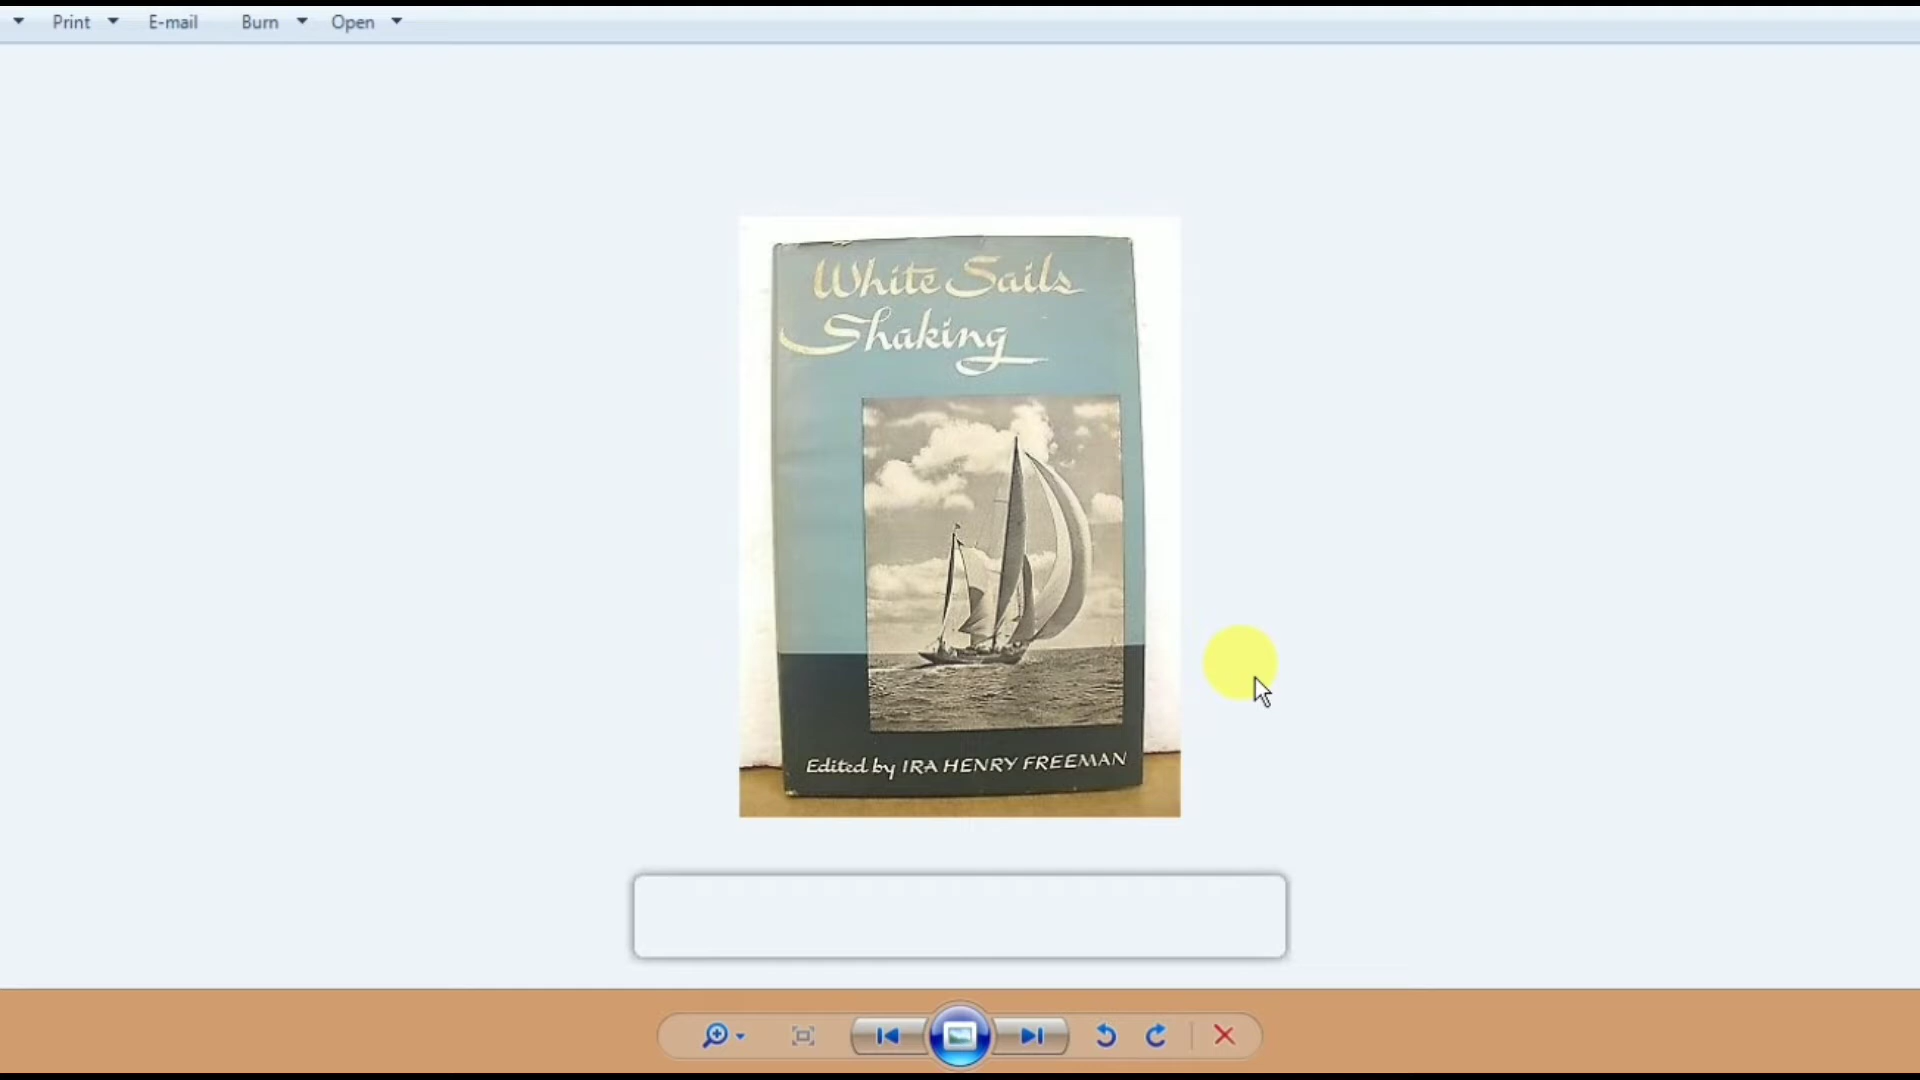 Print E-mail Burn Open
White Sails
Shaking
Edited by IRA HENRY FREEMAN